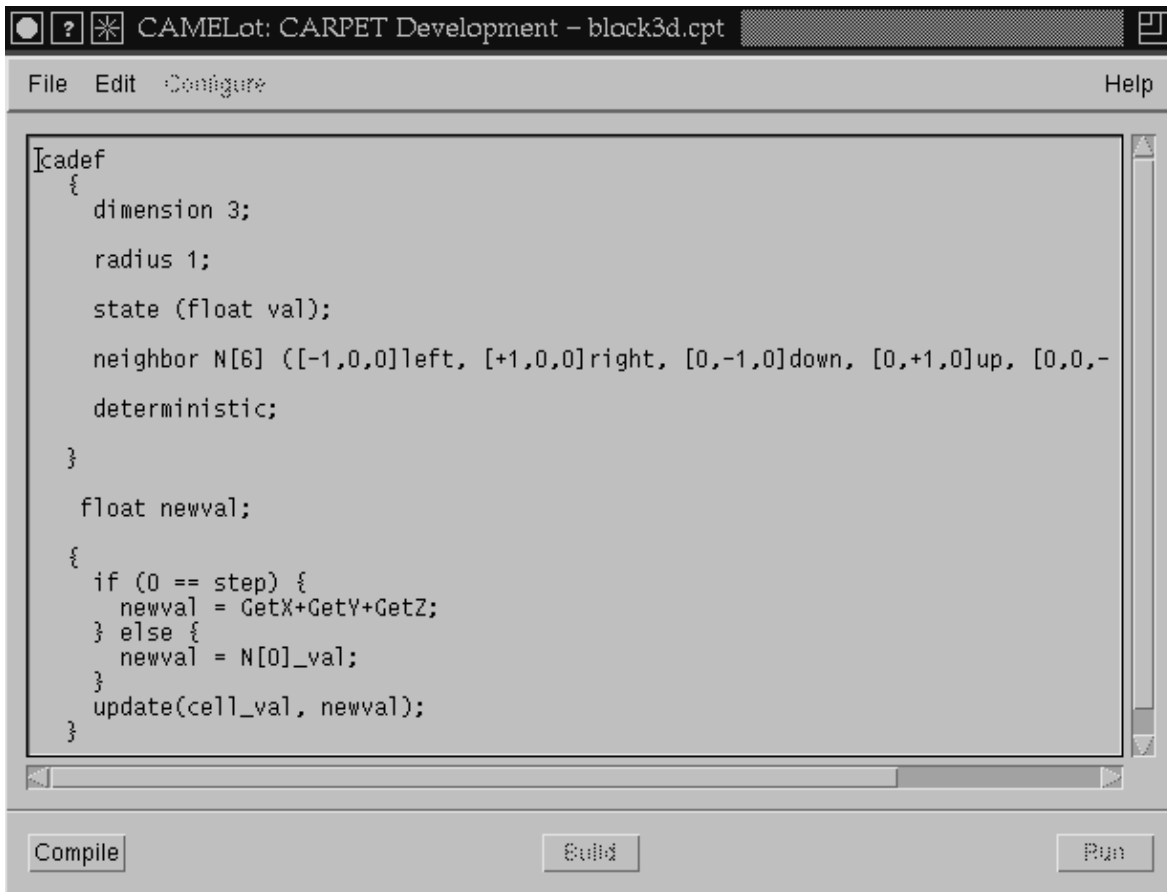 CAMELot: CARPET Development – block3d.cpt
File Edit Configure Help
cadef
{
dimension 3;
radius 1;
state (float val);
neighbor N[6] ([-1,0,0]left, [+1,0,0]right, [0,-1,0]down, [0,+1,0]up, [0,0,-
deterministic;
}
float newval;
{
if (0 == step) {
newval = GetX+GetY+GetZ;
} else {
newval = N[0]_val;
}
update(cell_val, newval);
}
Compile Build Run